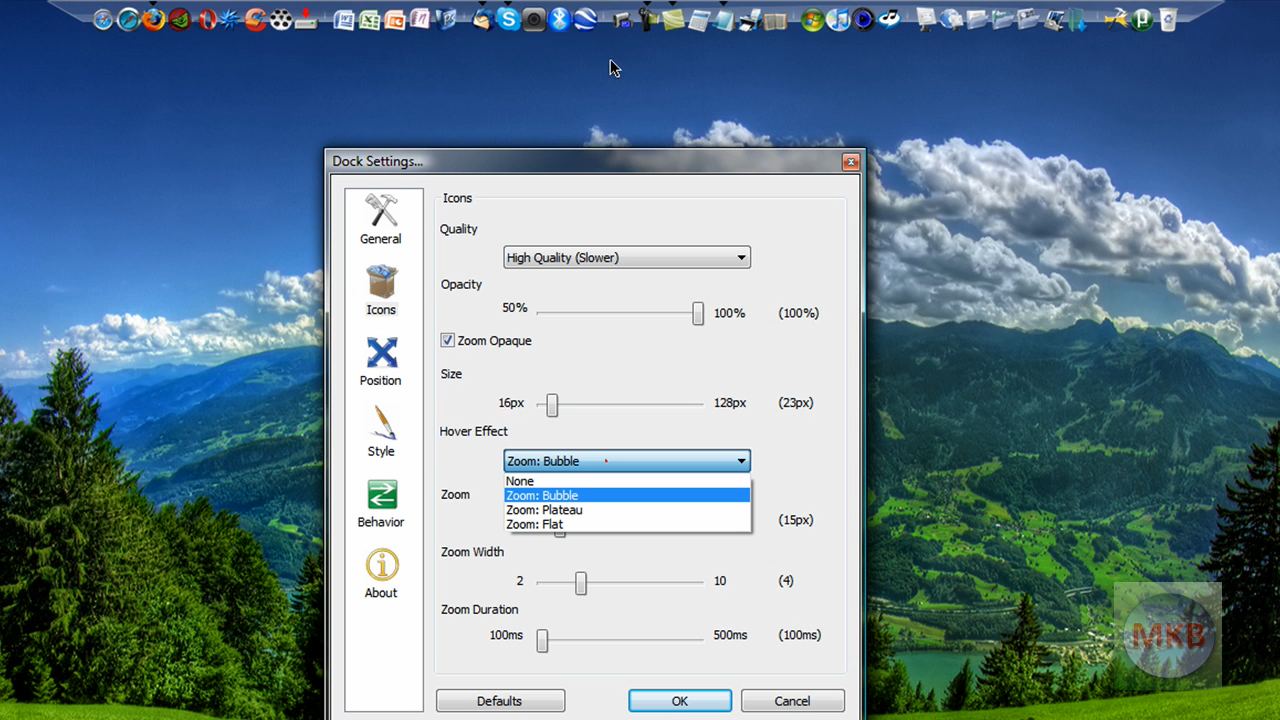 Dock Settings...
General
Icons
Position
Style
Behavior
About
Icons
Quality
High Quality (Slower)
Opacity
50% 100% (100%)
Zoom Opaque
Size
16px 128px (23px)
Hover Effect
Zoom: Bubble
None
Zoom: Bubble
Zoom: Plateau
Zoom: Flat
Zoom
(15px)
Zoom Width
2 10 (4)
Zoom Duration
100ms 500ms (100ms)
Defaults OK Cancel
MKB